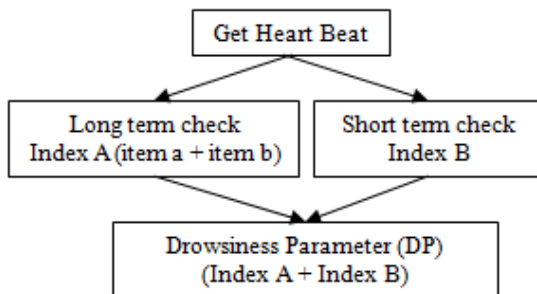 Get Heart Beat
Long term check
Index A (item a + item b)
Short term check
Index B
Drowsiness Parameter (DP)
(Index A + Index B)